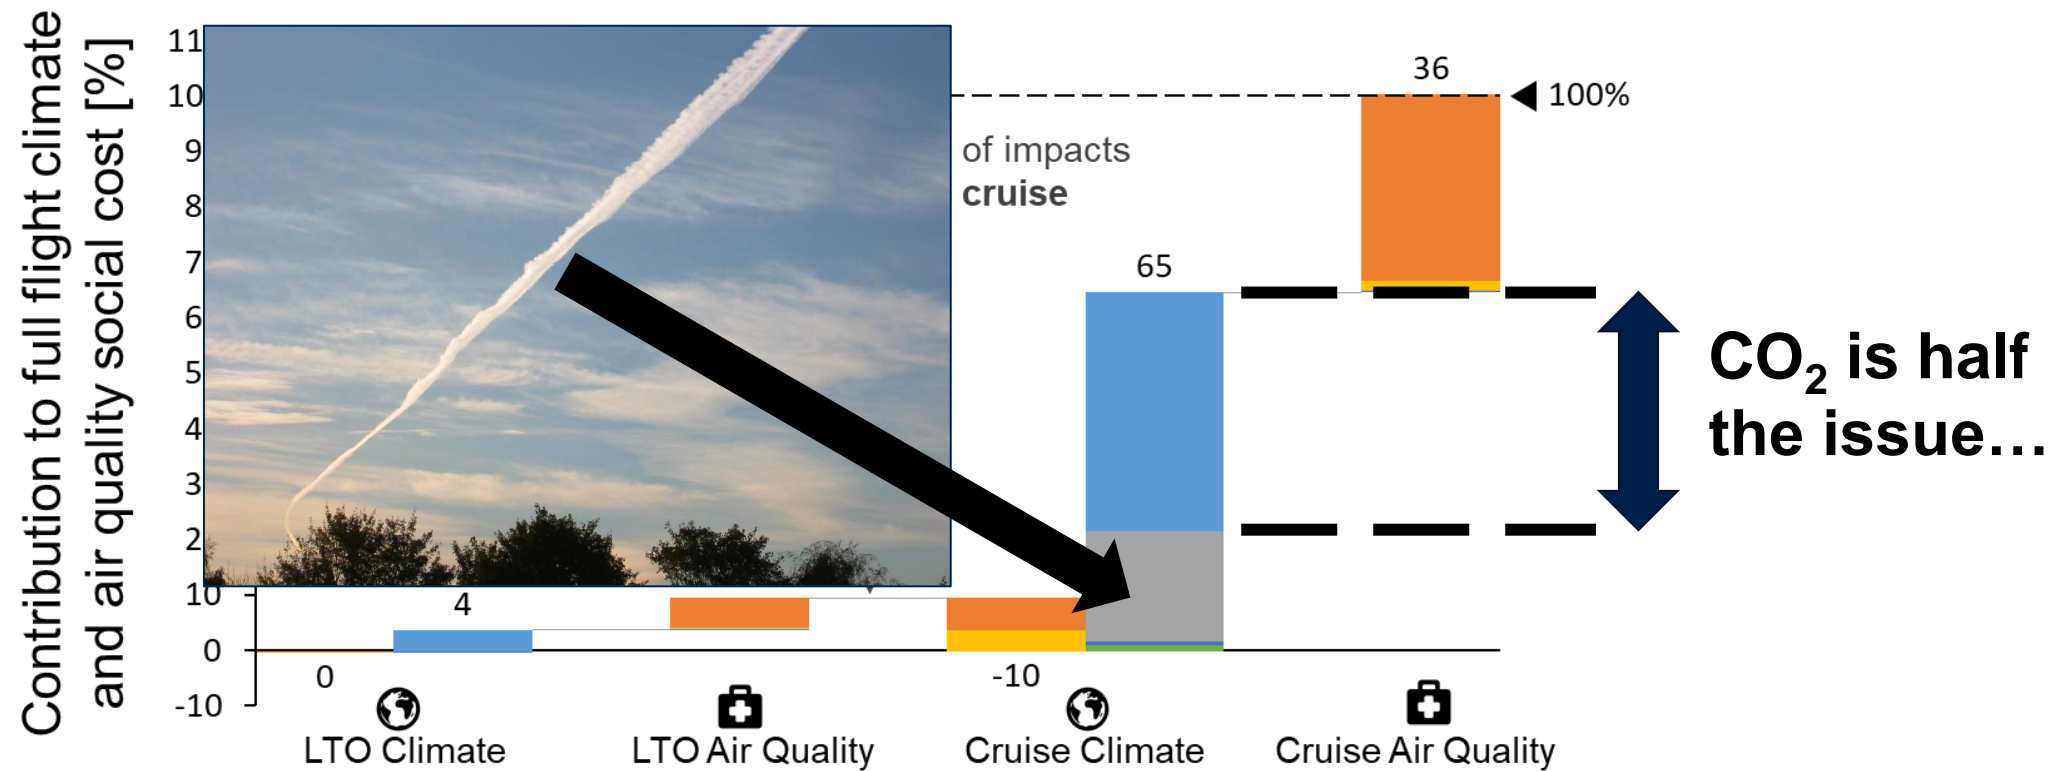 Contribution to full flight climate
and air quality social cost [%]
11
10
9
8
7
6
5
4
3
2
10
0
-10
of impacts
cruise
36
100%
65
4
0
-10
CO₂ is half
the issue…
LTO Climate
LTO Air Quality
Cruise Climate
Cruise Air Quality